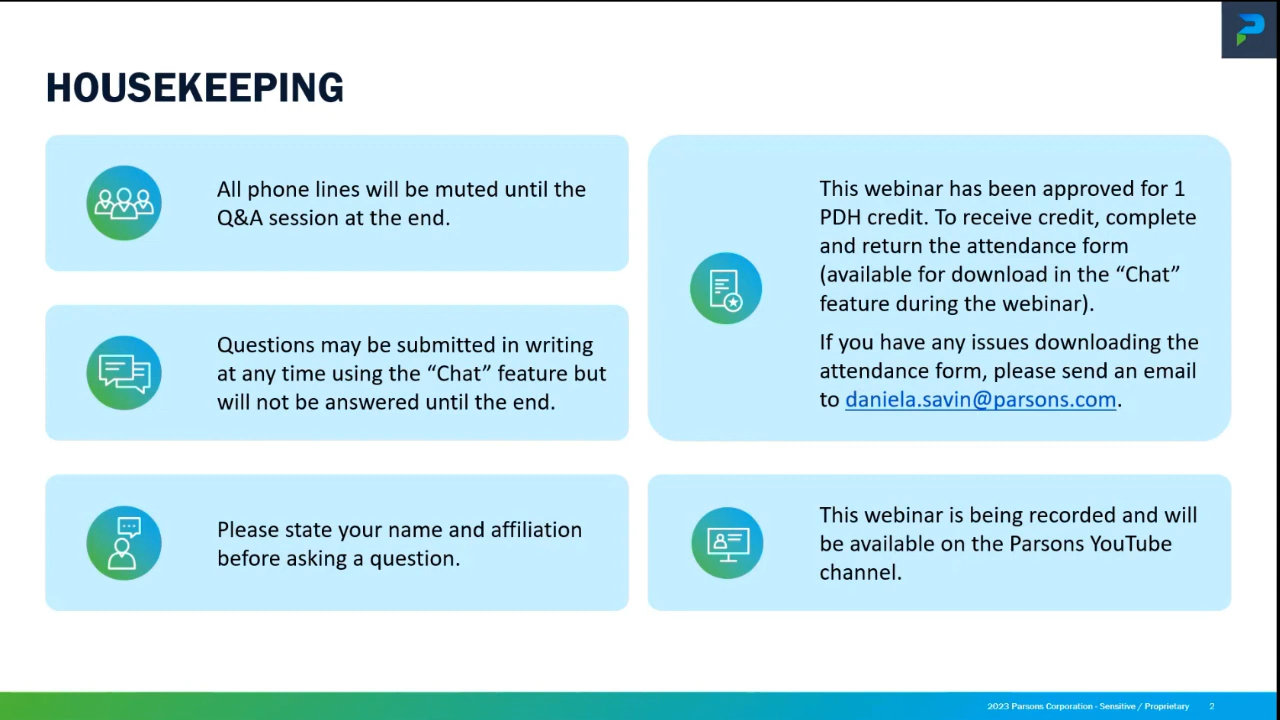 HOUSEKEEPING
All phone lines will be muted until the
Q&A session at the end.
Questions may be submitted in writing
at any time using the “Chat” feature but
will not be answered until the end.
Please state your name and affiliation
before asking a question.
This webinar has been approved for 1
PDH credit. To receive credit, complete
and return the attendance form
(available for download in the “Chat”
feature during the webinar).
If you have any issues downloading the
attendance form, please send an email
to daniela.savin@parsons.com.
This webinar is being recorded and will
be available on the Parsons YouTube
channel.
2023 Parsons Corporation - Sensitive / Proprietary 2